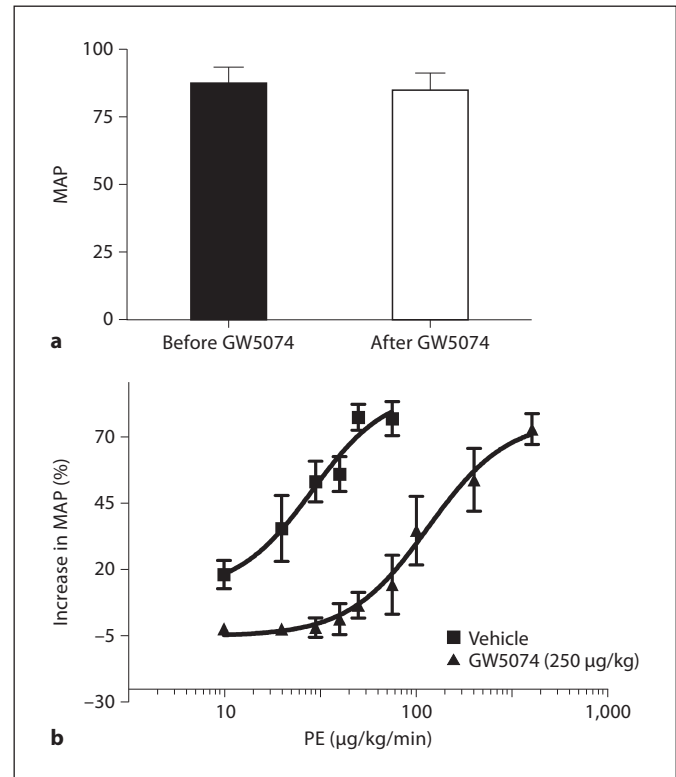 100
75
50
25
0
MAP
Before GW5074
After GW5074
a
70
45
20
–5
–30
Increase in MAP (%)
Vehicle
GW5074 (250 µg/kg)
10
100
1,000
PE (µg/kg/min)
b